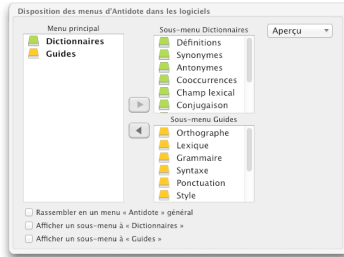 Disposition des menus d'Antidote dans les logiciels
Menu principal
Dictionnaires
Guides
Sous-menu Dictionnaires
Définitions
Synonymes
Antonymes
Cooccurrences
Champ lexical
Conjugaison
Sous-menu Guides
Orthographe
Lexique
Grammaire
Syntaxe
Ponctuation
Style
Aperçu
Rassembler en un menu « Antidote » général
Afficher un sous-menu à « Dictionnaires »
Afficher un sous-menu à « Guides »